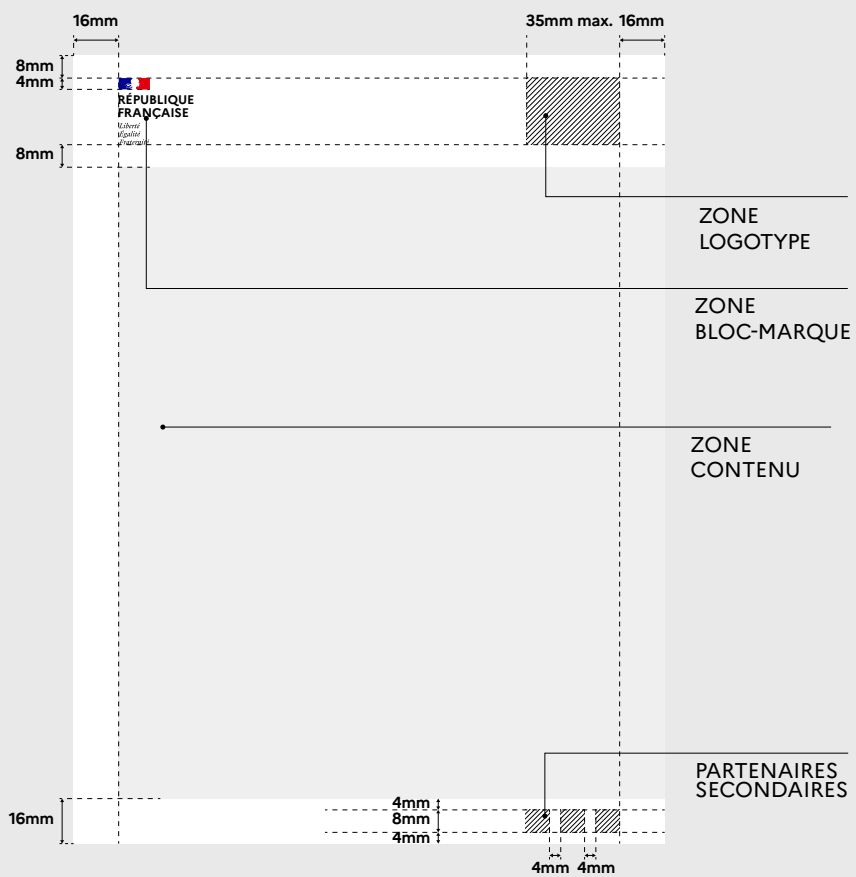 16mm
35mm max.
16mm
8mm
4mm
RÉPUBLIQUE
FRANÇAISE
Liberté
Égalité
Fraternité
8mm
ZONE
LOGOTYPE
ZONE
BLOC-MARQUE
ZONE
CONTENU
PARTENAIRES
SECONDAIRES
16mm
4mm
8mm
4mm
4mm
4mm